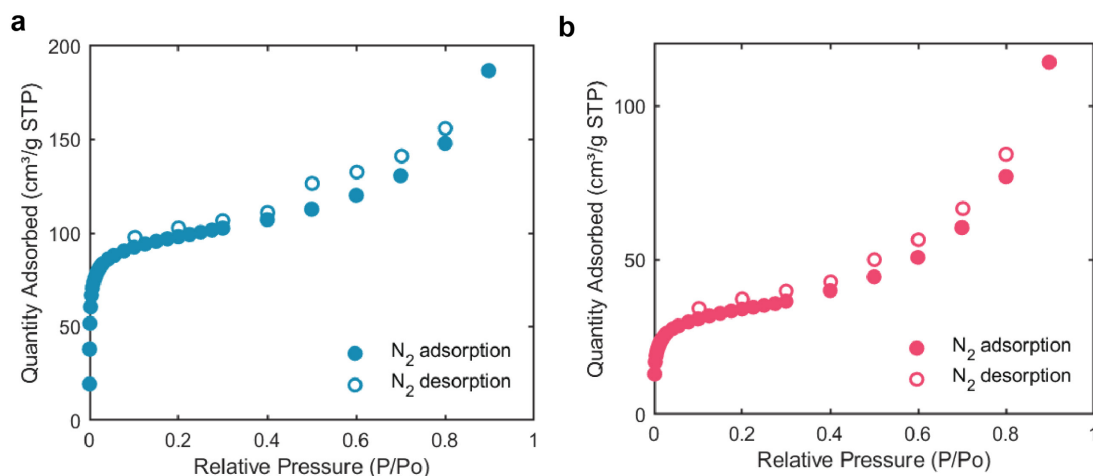 a
200
150
100
50
0
Quantity Adsorbed (cm³/g STP)
N₂ adsorption
N₂ desorption
0 0.2 0.4 0.6 0.8 1
Relative Pressure (P/Po)
b
100
50
0
Quantity Adsorbed (cm³/g STP)
N₂ adsorption
N₂ desorption
0 0.2 0.4 0.6 0.8 1
Relative Pressure (P/Po)